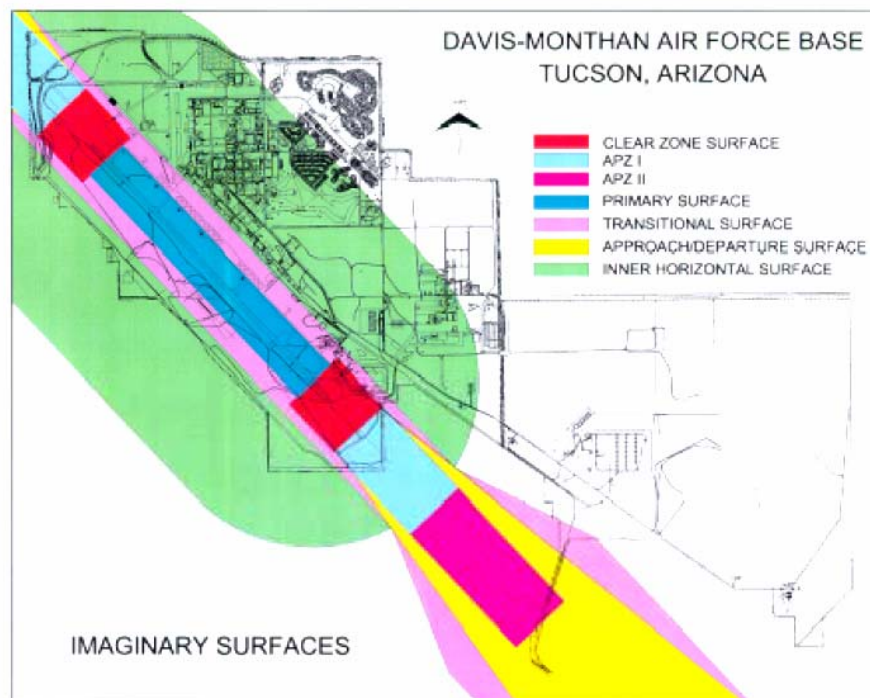 DAVIS-MONTHAN AIR FORCE BASE
TUCSON, ARIZONA
CLEAR ZONE SURFACE
APZ I
APZ II
PRIMARY SURFACE
TRANSITIONAL SURFACE
APPROACH/DEPARTURE SURFACE
INNER HORIZONTAL SURFACE
IMAGINARY SURFACES